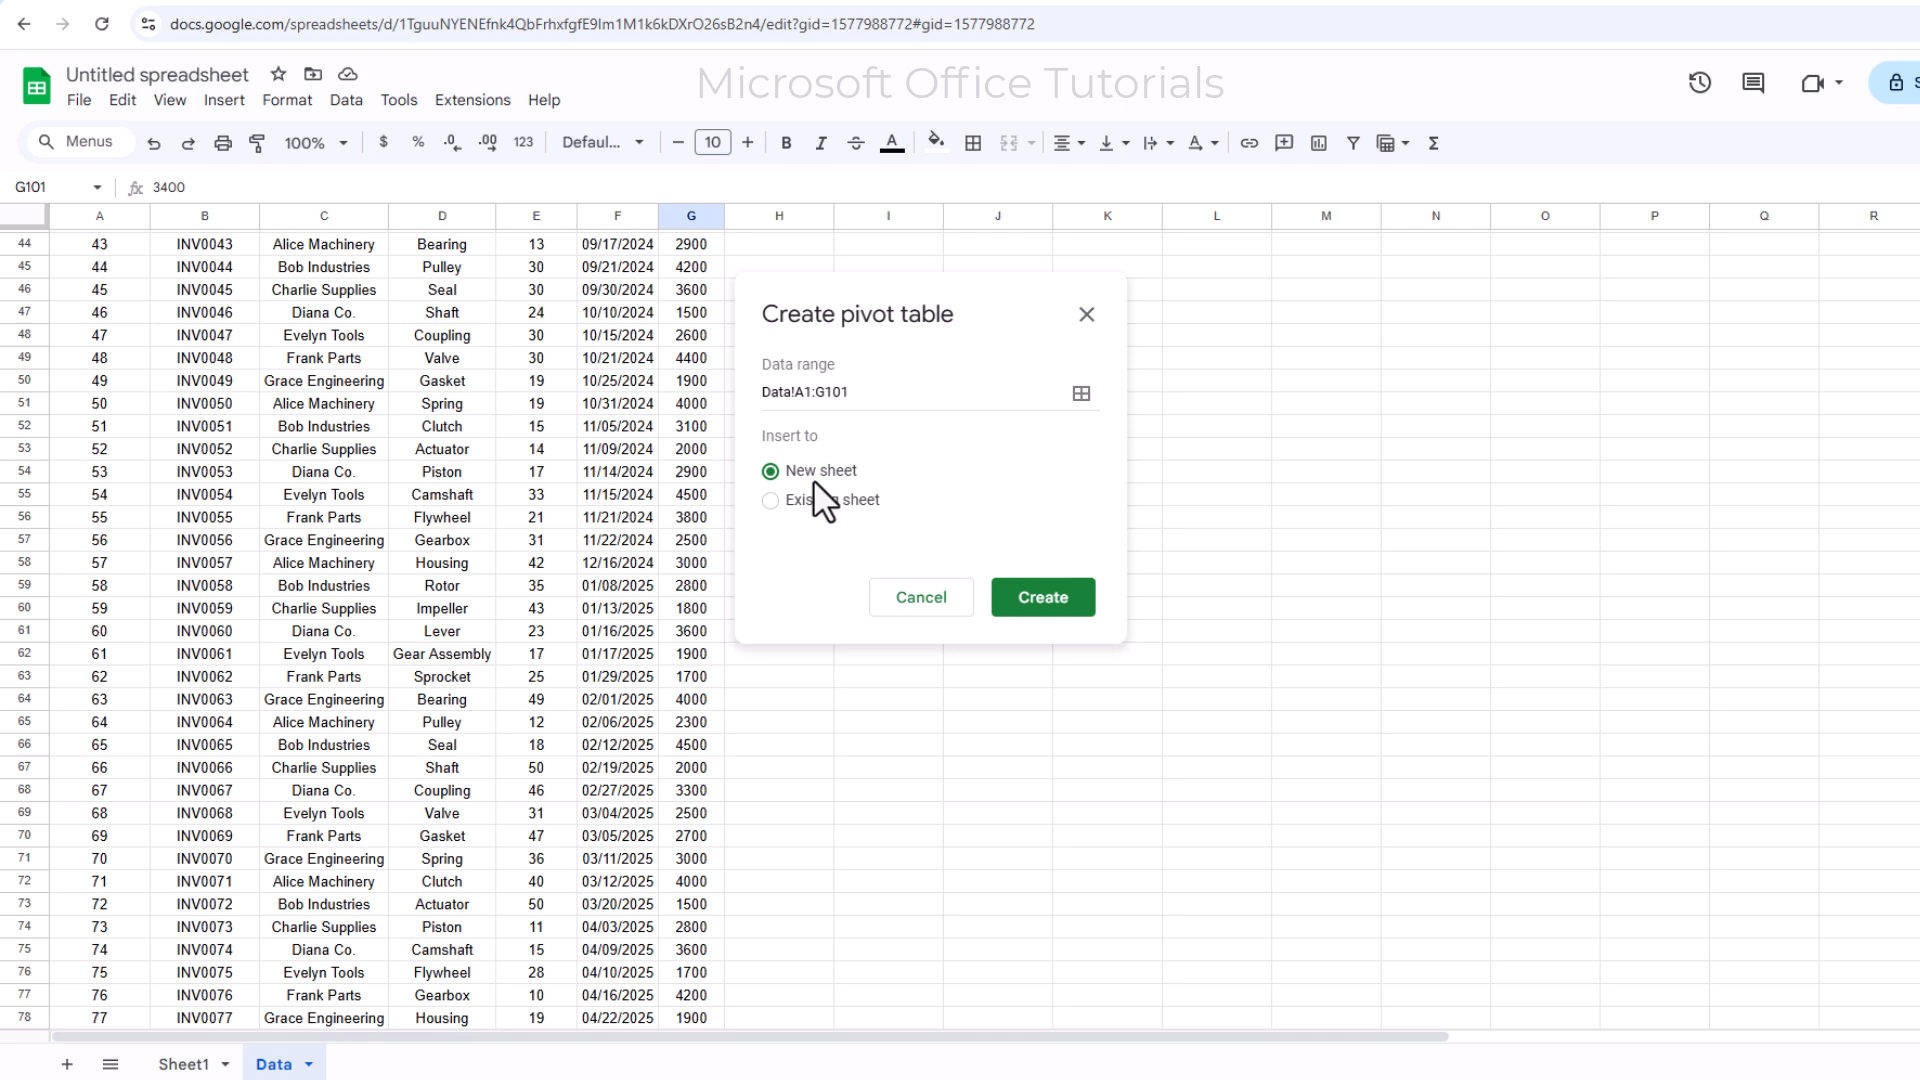 docs.google.com/spreadsheets/d/1TguuNYENEfnk4QbFrhxfgfE9Im1M1k6kDXrO26sB2n4/edit?gid=1577988772#gid=1577988772
Untitled spreadsheet
Microsoft Office Tutorials
File Edit View Insert Format Data Tools Extensions Help
Menus 100% $ % .0 .00 123 Defaul... 10 B I A Σ
G101 fx 3400
A B C D E F G H I J K L M N O P Q R
44 43 INV0043 Alice Machinery Bearing 13 09/17/2024 2900
45 44 INV0044 Bob Industries Pulley 30 09/21/2024 4200
46 45 INV0045 Charlie Supplies Seal 30 09/30/2024 3600
47 46 INV0046 Diana Co. Shaft 24 10/10/2024 1500
48 47 INV0047 Evelyn Tools Coupling 30 10/15/2024 2600
49 48 INV0048 Frank Parts Valve 30 10/21/2024 4400
50 49 INV0049 Grace Engineering Gasket 19 10/25/2024 1900
51 50 INV0050 Alice Machinery Spring 19 10/31/2024 4000
52 51 INV0051 Bob Industries Clutch 15 11/05/2024 3100
53 52 INV0052 Charlie Supplies Actuator 14 11/09/2024 2000
54 53 INV0053 Diana Co. Piston 17 11/14/2024 2900
55 54 INV0054 Evelyn Tools Camshaft 33 11/15/2024 4500
56 55 INV0055 Frank Parts Flywheel 21 11/21/2024 3800
57 56 INV0056 Grace Engineering Gearbox 31 11/22/2024 2500
58 57 INV0057 Alice Machinery Housing 42 12/16/2024 3000
59 58 INV0058 Bob Industries Rotor 35 01/08/2025 2800
60 59 INV0059 Charlie Supplies Impeller 43 01/13/2025 1800
61 60 INV0060 Diana Co. Lever 23 01/16/2025 3600
62 61 INV0061 Evelyn Tools Gear Assembly 17 01/17/2025 1900
63 62 INV0062 Frank Parts Sprocket 25 01/29/2025 1700
64 63 INV0063 Grace Engineering Bearing 49 02/01/2025 4000
65 64 INV0064 Alice Machinery Pulley 12 02/06/2025 2300
66 65 INV0065 Bob Industries Seal 18 02/12/2025 4500
67 66 INV0066 Charlie Supplies Shaft 50 02/19/2025 2000
68 67 INV0067 Diana Co. Coupling 46 02/27/2025 3300
69 68 INV0068 Evelyn Tools Valve 31 03/04/2025 2500
70 69 INV0069 Frank Parts Gasket 47 03/05/2025 2700
71 70 INV0070 Grace Engineering Spring 36 03/11/2025 3000
72 71 INV0071 Alice Machinery Clutch 40 03/12/2025 4000
73 72 INV0072 Bob Industries Actuator 50 03/20/2025 1500
74 73 INV0073 Charlie Supplies Piston 11 04/03/2025 2800
75 74 INV0074 Diana Co. Camshaft 15 04/09/2025 3600
76 75 INV0075 Evelyn Tools Flywheel 28 04/10/2025 1700
77 76 INV0076 Frank Parts Gearbox 10 04/16/2025 4200
78 77 INV0077 Grace Engineering Housing 19 04/22/2025 1900
Create pivot table
Data range
Data!A1:G101
Insert to
New sheet
sheet
Cancel Create
Sheet1 Data